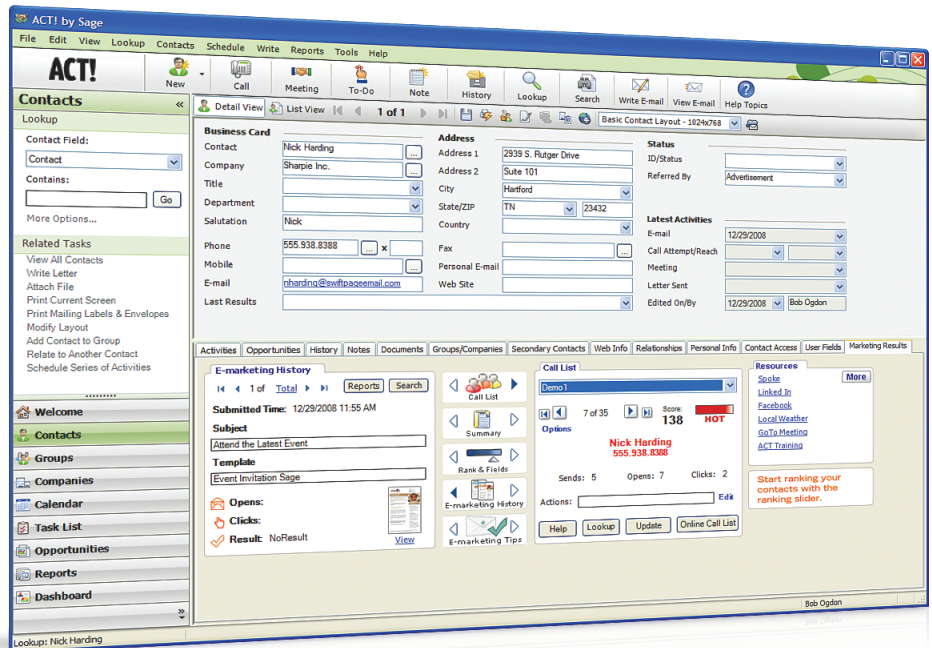 ACT! by Sage
File Edit View Lookup Contacts Schedule Write Reports Tools Help
ACT!
New
Call
Meeting
To-Do
Note
History
Lookup
Search
Write E-mail
View E-mail
Help Topics
Contacts «
Lookup
Contact Field:
Contact
Contains:
Go
More Options...
Related Tasks
View All Contacts
Write Letter
Attach File
Print Current Screen
Print Mailing Labels & Envelopes
Modify Layout
Add Contact to Group
Relate to Another Contact
Schedule Series of Activities
Welcome
Contacts
Groups
Companies
Calendar
Task List
Opportunities
Reports
Dashboard
»
Lookup: Nick Harding
Detail View List View 1 of 1 Basic Contact Layout - 1024x768
Business Card
Contact Nick Harding ...
Company Sharpie Inc. ...
Title
Department
Salutation Nick
Phone 555.938.8388 ... x
Mobile ...
E-mail nharding@swiftpageemail.com
Last Results
Address
Address 1 2939 S. Rutger Drive
Address 2 Suite 101
City Hartford
State/ZIP TN 23432
Country
Fax ...
Personal E-mail
Web Site
Status
ID/Status
Referred By Advertisement
Latest Activities
E-mail 12/29/2008
Call Attempt/Reach
Meeting
Letter Sent
Edited On/By 12/29/2008 Bob Ogdon
Activities Opportunities History Notes Documents Groups/Companies Secondary Contacts Web Info Relationships Personal Info Contact Access User Fields Marketing Results
E-marketing History
1 of Total Reports Search
Submitted Time: 12/29/2008 11:55 AM
Subject
Attend the Latest Event
Template
Event Invitation Sage
Opens:
Clicks:
Result: NoResult
View
Call List
Summary
Rank & Fields
E-marketing History
E-marketing Tips
Call List
Demo1
7 of 35 Score: 138 HOT
Options
Nick Harding
555.938.8388
Sends: 5 Opens: 7 Clicks: 2
Actions: Edit
Help Lookup Update Online Call List
Resources
More
Spoke
Linked In
Facebook
Local Weather
GoTo Meeting
ACT Training
Start ranking your
contacts with the
ranking slider.
Bob Ogdon